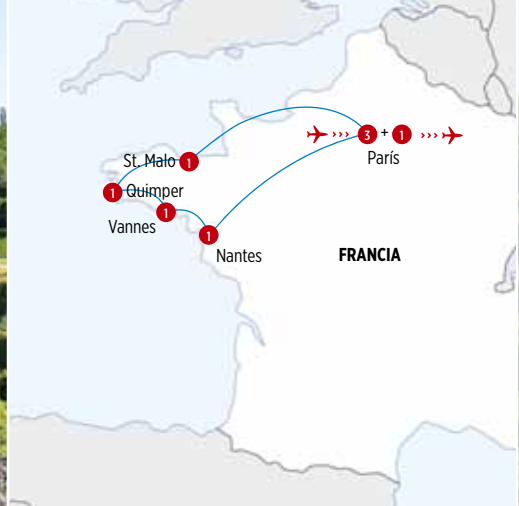 3 + 1
París
St. Malo 1
1 Quimper
1
Vannes
1
Nantes
FRANCIA